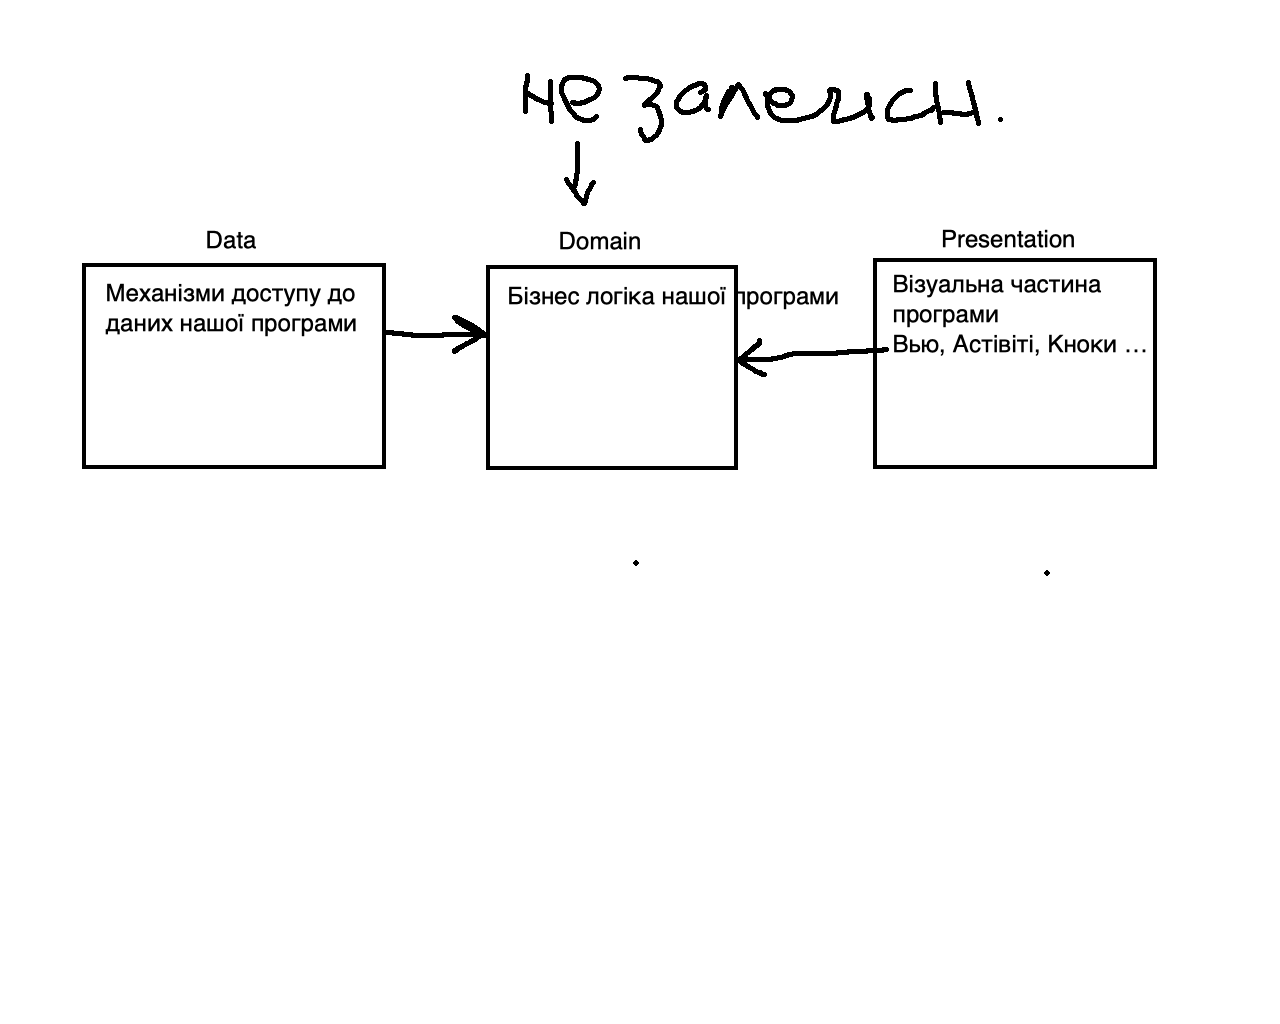 не залежн.
Data
Domain
Presentation
Механізми доступу до
даних нашої програми
Бізнес логіка нашої програми
Візуальна частина
програми
Вью, Астівіті, Кноки ...